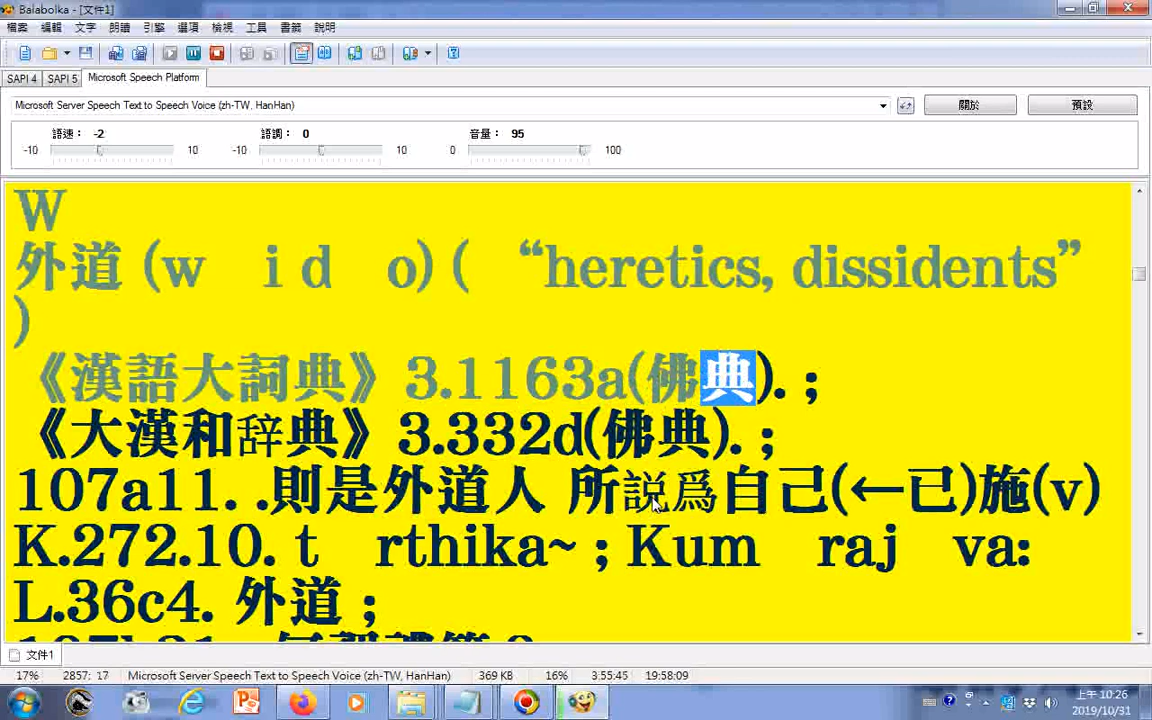 Balabolka - [文件1]
檔案 編輯 文字 朗讀 引擎 選項 檢視 工具 書籤 說明
SAPI 4 SAPI 5 Microsoft Speech Platform
Microsoft Server Speech Text to Speech Voice (zh-TW, HanHan) 關於 預設
語速： -2 語調： 0 音量： 95
-10 10 -10 10 0 100
W
外道 (w i d o) ( “heretics, dissidents”
)
《漢語大詞典》 3.1163a(佛典). ;
《大漢和辞典》 3.332d(佛典). ;
107a11. .則是外道人 所説爲自己(←已)施(v)
K.272.10. t rthika~ ; Kum raj va:
L.36c4. 外道 ;
文件1
17% 2857: 17 Microsoft Server Speech Text to Speech Voice (zh-TW, HanHan) 369 KB 16% 3:55:45 19:58:09
上午 10:26
2019/10/31